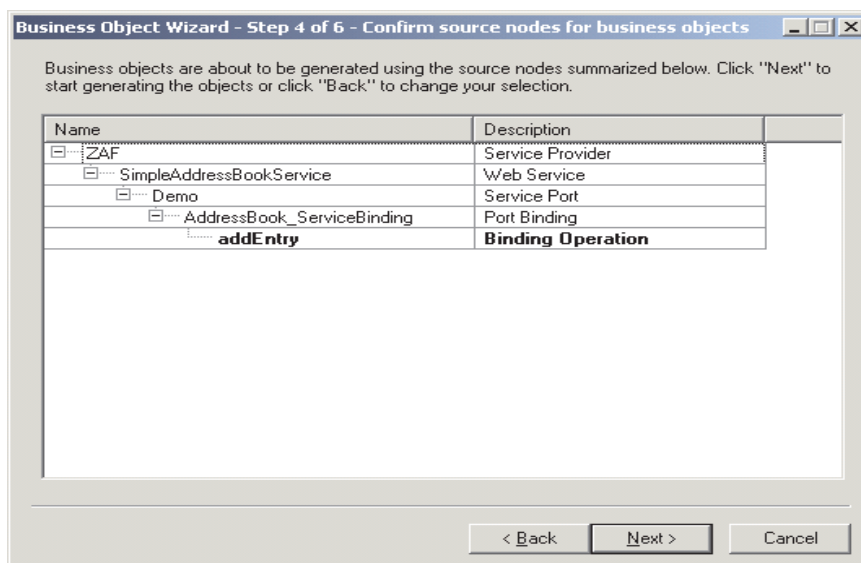 Business Object Wizard - Step 4 of 6 - Confirm source nodes for business objects
Business objects are about to be generated using the source nodes summarized below. Click "Next" to
start generating the objects or click "Back" to change your selection.
Name Description
ZAF Service Provider
SimpleAddressBookService Web Service
Demo Service Port
AddressBook_ServiceBinding Port Binding
addEntry Binding Operation
< Back Next > Cancel